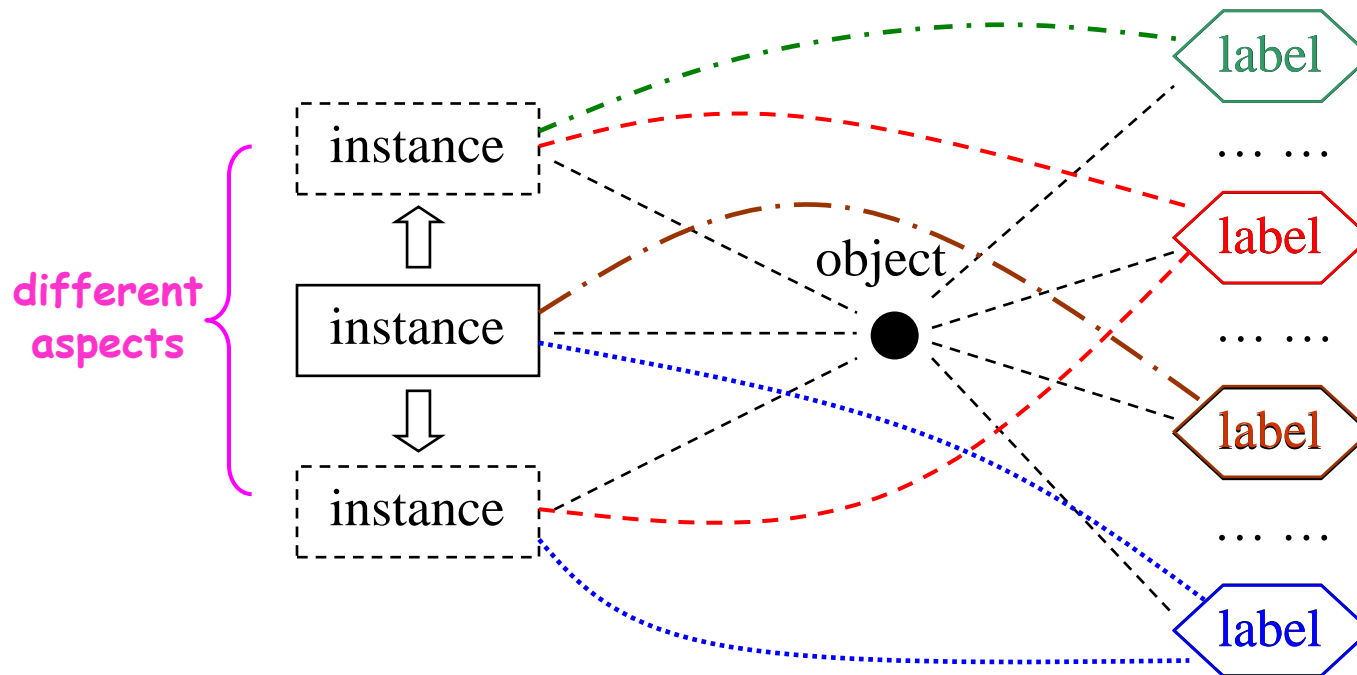 label
instance
... ...
label
object
different
aspects
instance
... ...
label
instance
... ...
label